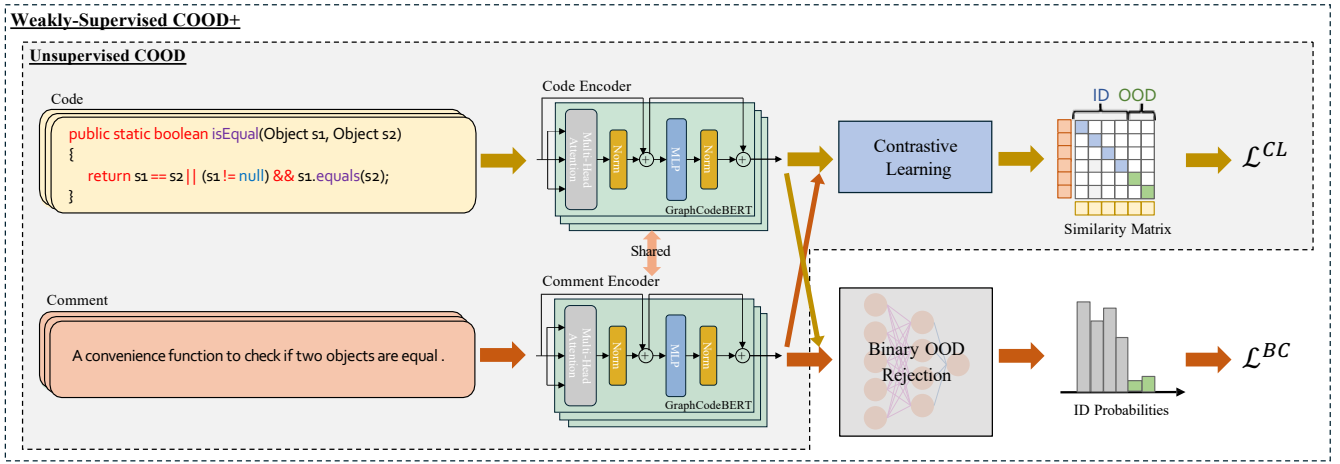 Weakly-Supervised COOD+
Unsupervised COOD
Code
public static boolean isEqual(Object s1, Object s2)
{
return s1 == s2 || (s1 != null) && s1.equals(s2);
}
Code Encoder
Multi-Head
Attention
Norm
MLP
Norm
GraphCodeBERT
Contrastive
Learning
ID OOD
Similarity Matrix
ℒ^{CL}
Shared
Comment
A convenience function to check if two objects are equal .
Comment Encoder
Multi-Head
Attention
Norm
MLP
Norm
GraphCodeBERT
Binary OOD
Rejection
ID Probabilities
ℒ^{BC}